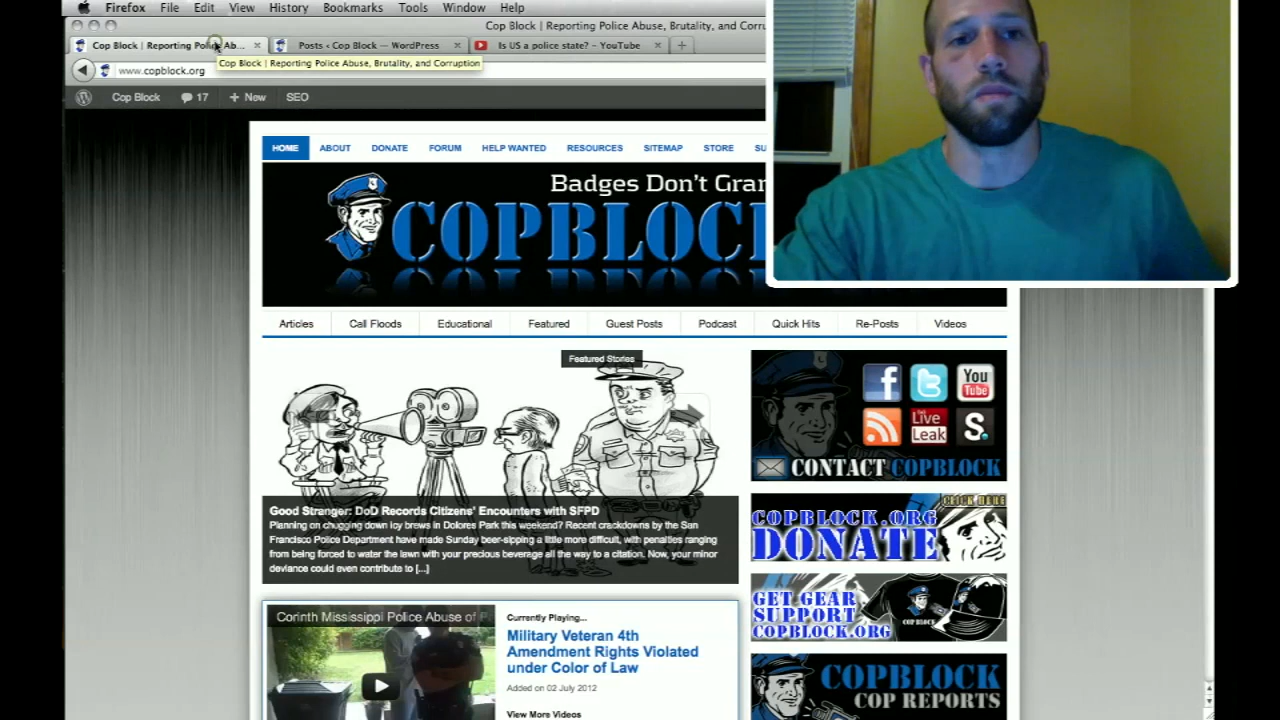 Firefox File Edit View History Bookmarks Tools Window Help
Cop Block | Reporting Police Abuse, Brutality, and Corru
Cop Block | Reporting Police Ab... Posts ‹ Cop Block — WordPress Is US a police state? - YouTube
Cop Block | Reporting Police Abuse, Brutality, and Corruption
www.copblock.org
Cop Block 17 + New SEO
HOME ABOUT DONATE FORUM HELP WANTED RESOURCES SITEMAP STORE SU
Badges Don't Gran
COPBLOCK
Articles Call Floods Educational Featured Guest Posts Podcast Quick Hits Re-Posts Videos
Featured Stories
Good Stranger: DoD Records Citizens' Encounters with SFPD
Planning on chugging down icy brews in Dolores Park this weekend? Recent crackdowns by the San
Francisco Police Department have made Sunday beer-sipping a little more difficult, with penalties ranging
from being forced to water the lawn with your precious beverage all the way to a citation. Now, your minor
deviance could even contribute to [...]
Corinth Mississippi Police Abuse of P
Currently Playing...
Military Veteran 4th
Amendment Rights Violated
under Color of Law
Added on 02 July 2012
View More Videos
f t You Tube
Live Leak S.
CONTACT COPBLOCK
CLICK HERE
COPBLOCK.ORG
DONATE
GET GEAR
SUPPORT
COPBLOCK.ORG
COP BLOCK
COPBLOCK
COP REPORTS